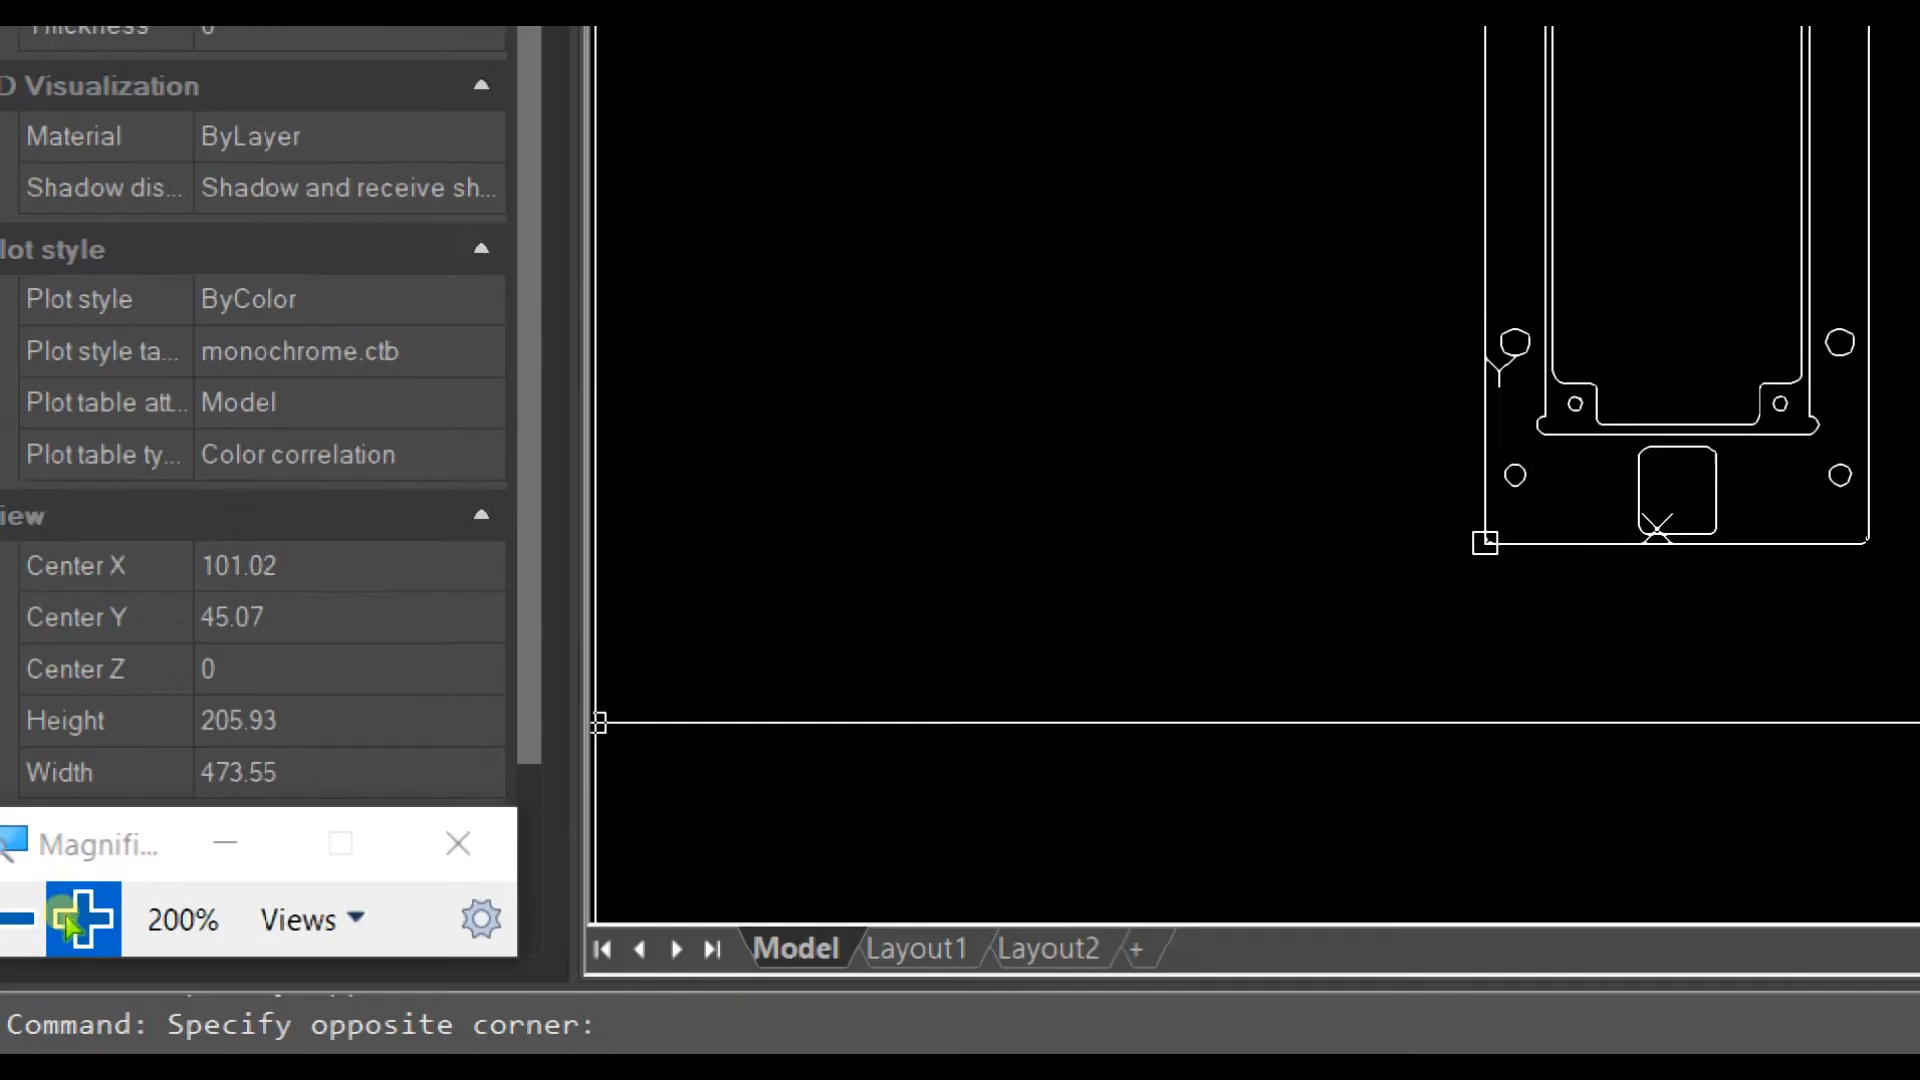 Thickness 0
D Visualization
Material ByLayer
Shadow dis... Shadow and receive sh...
lot style
Plot style ByColor
Plot style ta... monochrome.ctb
Plot table att... Model
Plot table ty... Color correlation
iew
Center X 101.02
Center Y 45.07
Center Z 0
Height 205.93
Width 473.55
Magnifi...
200% Views
Model Layout1 Layout2 +
Command: Specify opposite corner:
X
Y